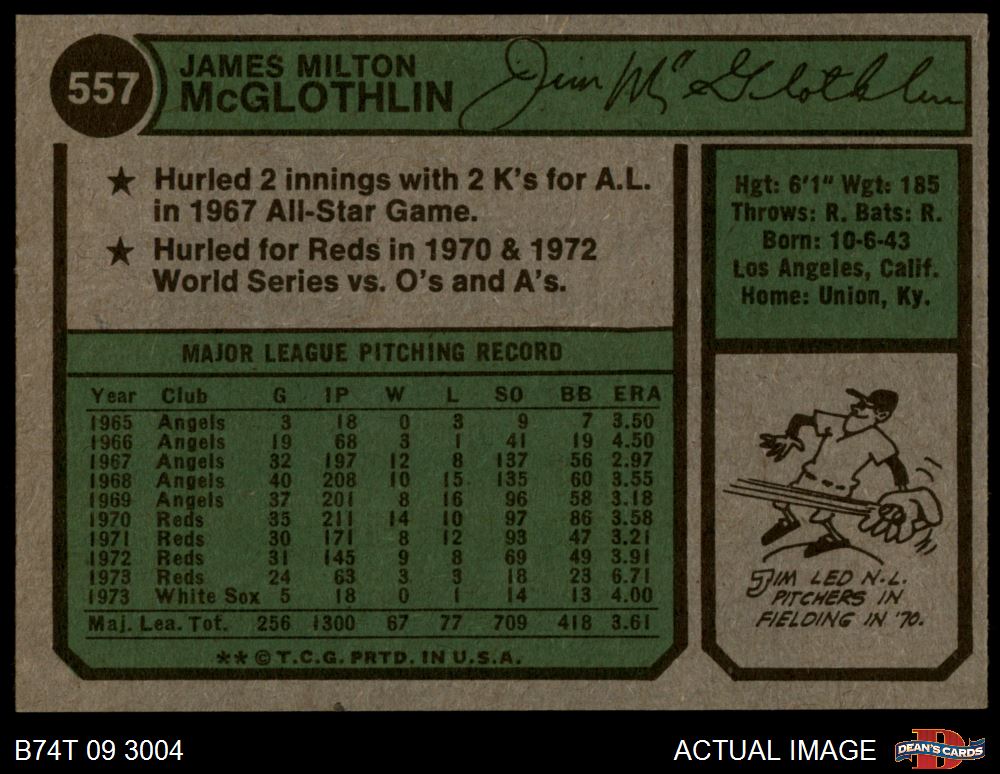 557
JAMES MILTON
McGLOTHLIN
Jim McGlothlin
★ Hurled 2 innings with 2 K's for A.L.
in 1967 All-Star Game.
★ Hurled for Reds in 1970 & 1972
World Series vs. O's and A's.
Hgt: 6'1" Wgt: 185
Throws: R. Bats: R.
Born: 10-6-43
Los Angeles, Calif.
Home: Union, Ky.
MAJOR LEAGUE PITCHING RECORD
Year Club G IP W L SO BB ERA
1965 Angels 3 18 0 3 9 7 3.50
1966 Angels 19 68 3 1 41 19 4.50
1967 Angels 32 197 12 8 137 56 2.97
1968 Angels 40 208 10 15 135 60 3.55
1969 Angels 37 201 8 16 96 58 3.18
1970 Reds 35 211 14 10 97 86 3.58
1971 Reds 30 171 8 12 93 47 3.21
1972 Reds 31 145 9 8 69 49 3.91
1973 Reds 24 63 3 3 18 23 6.71
1973 White Sox 5 18 0 1 14 13 4.00
Maj. Lea. Tot. 256 1300 67 77 709 418 3.61
** © T.C.G. PRTD. IN U.S.A.
JIM LED N.L.
PITCHERS IN
FIELDING IN '70.
B74T 09 3004
ACTUAL IMAGE
D
DEAN'S CARDS